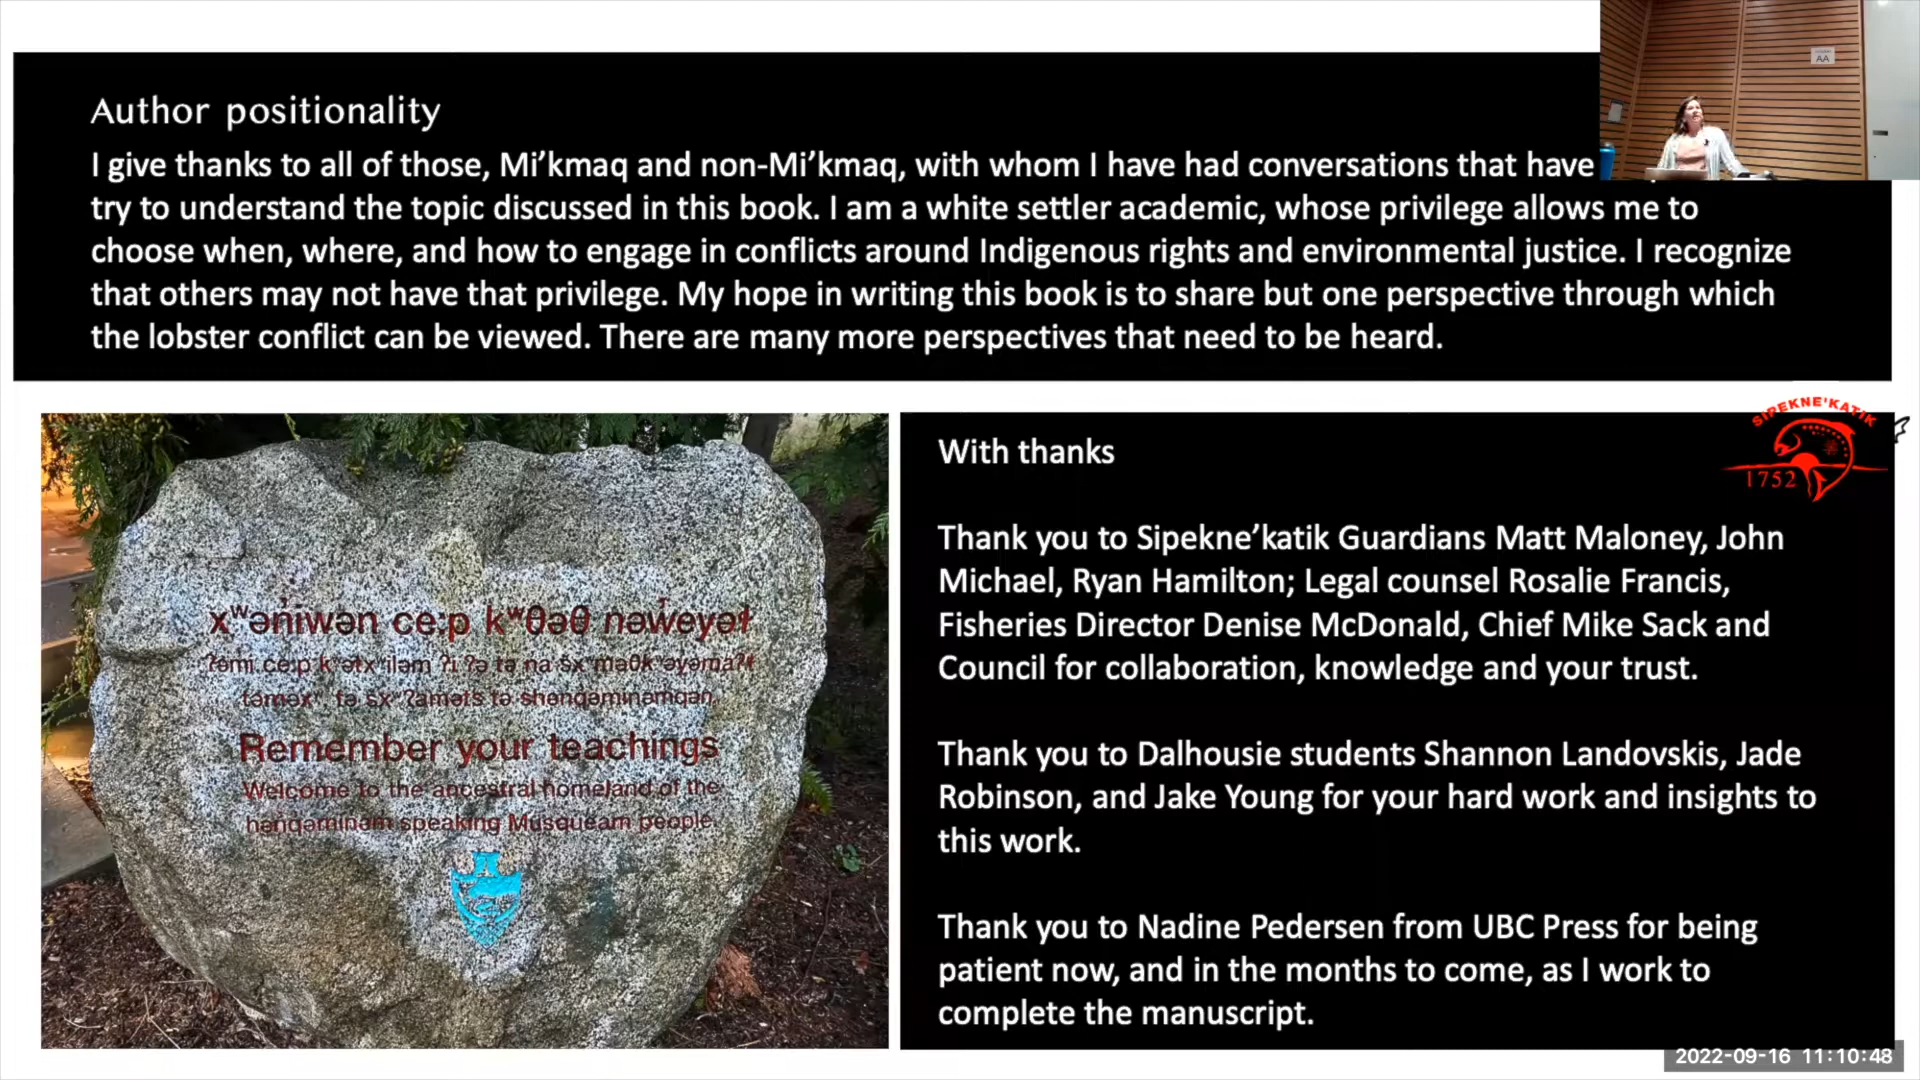 AA
Author positionality
I give thanks to all of those, Mi’kmaq and non-Mi’kmaq, with whom I have had conversations that have
try to understand the topic discussed in this book. I am a white settler academic, whose privilege allows me to
choose when, where, and how to engage in conflicts around Indigenous rights and environmental justice. I recognize
that others may not have that privilege. My hope in writing this book is to share but one perspective through which
the lobster conflict can be viewed. There are many more perspectives that need to be heard.
xʷən̓iwən ce:p kʷθəθ nəw̓eyəɬ
Remember your teachings
Welcome to the ancestral homeland of the
speaking Musqueam people.
SIPEKNE'KATIK
1752
With thanks
Thank you to Sipekne’katik Guardians Matt Maloney, John
Michael, Ryan Hamilton; Legal counsel Rosalie Francis,
Fisheries Director Denise McDonald, Chief Mike Sack and
Council for collaboration, knowledge and your trust.
Thank you to Dalhousie students Shannon Landovskis, Jade
Robinson, and Jake Young for your hard work and insights to
this work.
Thank you to Nadine Pedersen from UBC Press for being
patient now, and in the months to come, as I work to
complete the manuscript.
2022-09-16 11:10:48